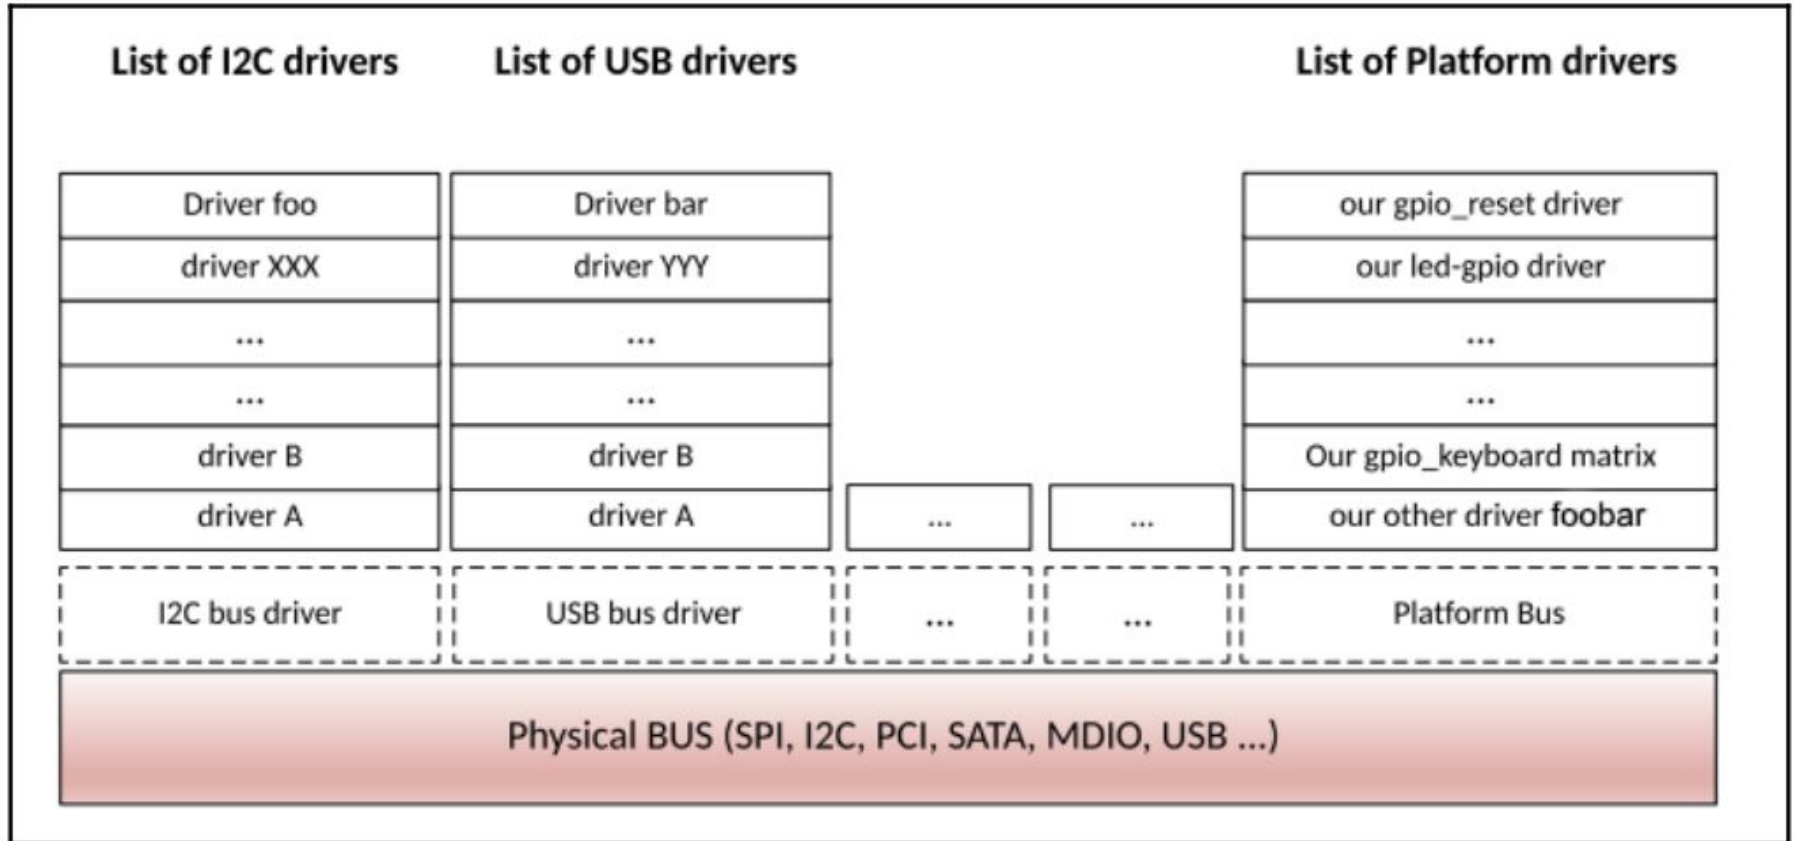 List of I2C drivers
List of USB drivers
List of Platform drivers
Driver foo
driver XXX
...
...
driver B
driver A
I2C bus driver
Driver bar
driver YYY
...
...
driver B
driver A
USB bus driver
...
...
...
...
our gpio_reset driver
our led-gpio driver
...
...
Our gpio_keyboard matrix
our other driver foobar
Platform Bus
Physical BUS (SPI, I2C, PCI, SATA, MDIO, USB ...)